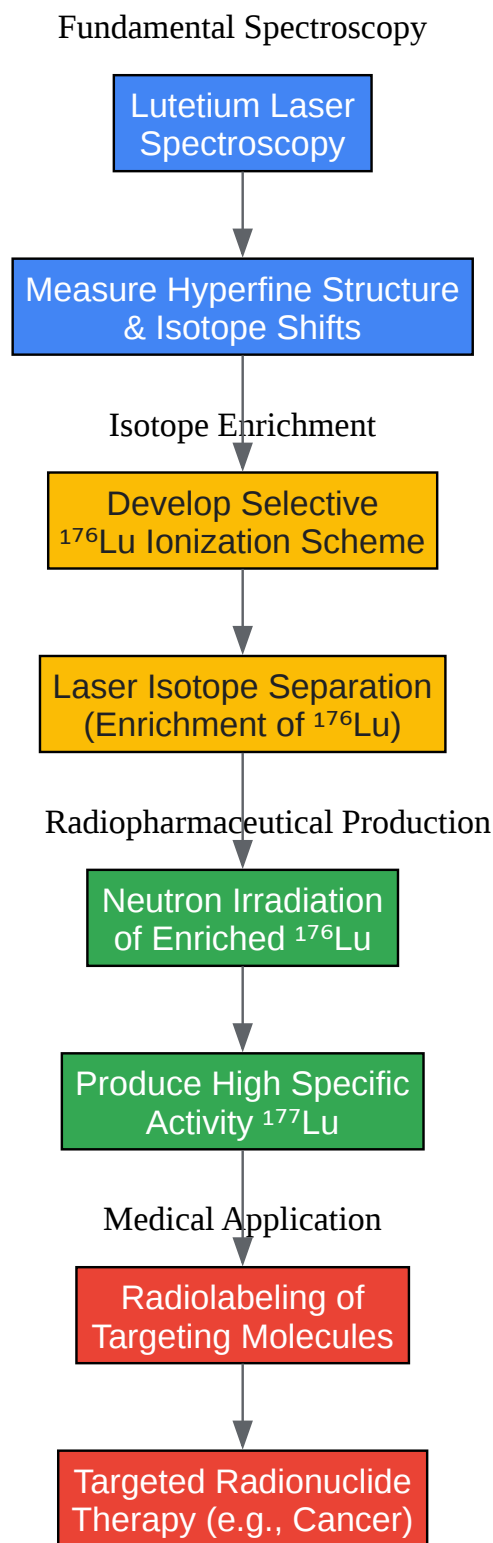 Fundamental Spectroscopy
Lutetium Laser
Spectroscopy
Measure Hyperfine Structure
& Isotope Shifts
Isotope Enrichment
Develop Selective
¹⁷⁶Lu Ionization Scheme
Laser Isotope Separation
(Enrichment of ¹⁷⁶Lu)
Radiopharmaceutical Production
Neutron Irradiation
of Enriched ¹⁷⁶Lu
Produce High Specific
Activity ¹⁷⁷Lu
Medical Application
Radiolabeling of
Targeting Molecules
Targeted Radionuclide
Therapy (e.g., Cancer)